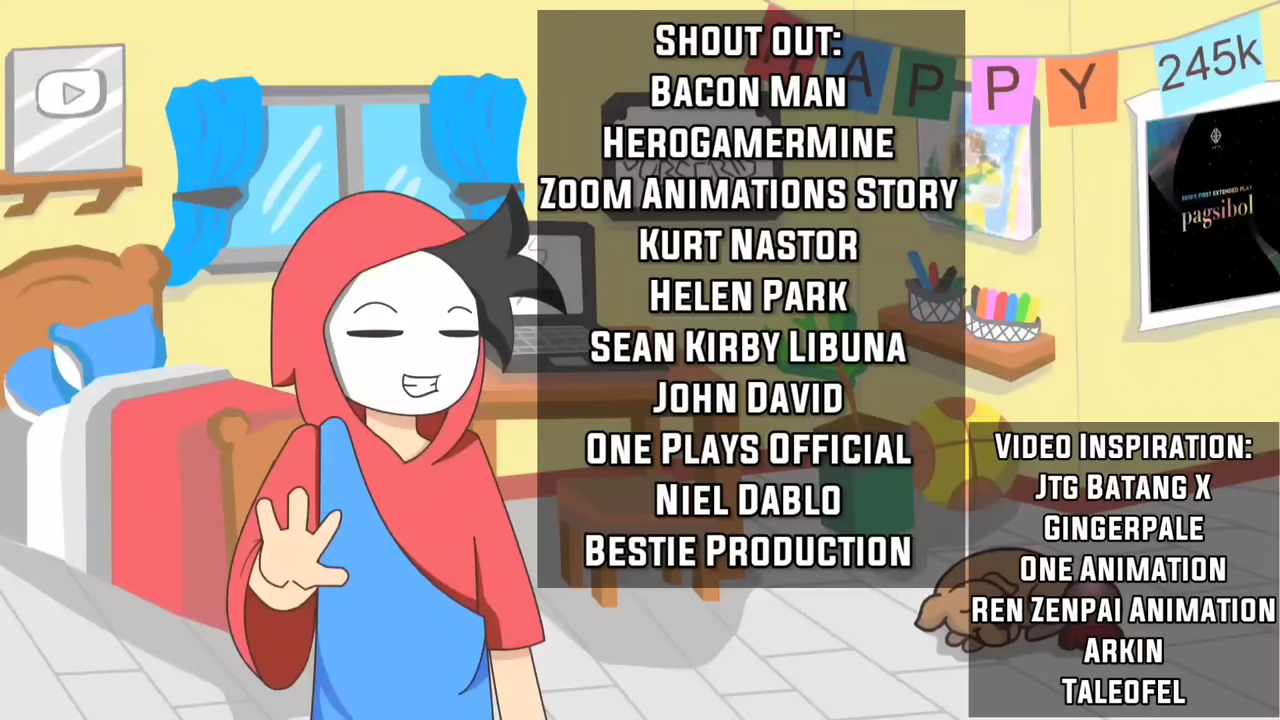 SHOUT OUT:
BACON MAN
HEROGAMERMINE
ZOOM ANIMATIONS STORY
KURT NASTOR
HELEN PARK
SEAN KIRBY LIBUNA
JOHN DAVID
ONE PLAYS OFFICIAL
NIEL DABLO
BESTIE PRODUCTION
HAPPY 245k
pagsibol
VIDEO INSPIRATION:
JTG BATANG X
GINGERPALE
ONE ANIMATION
REN ZENPAI ANIMATION
ARKIN
TALEOFEL